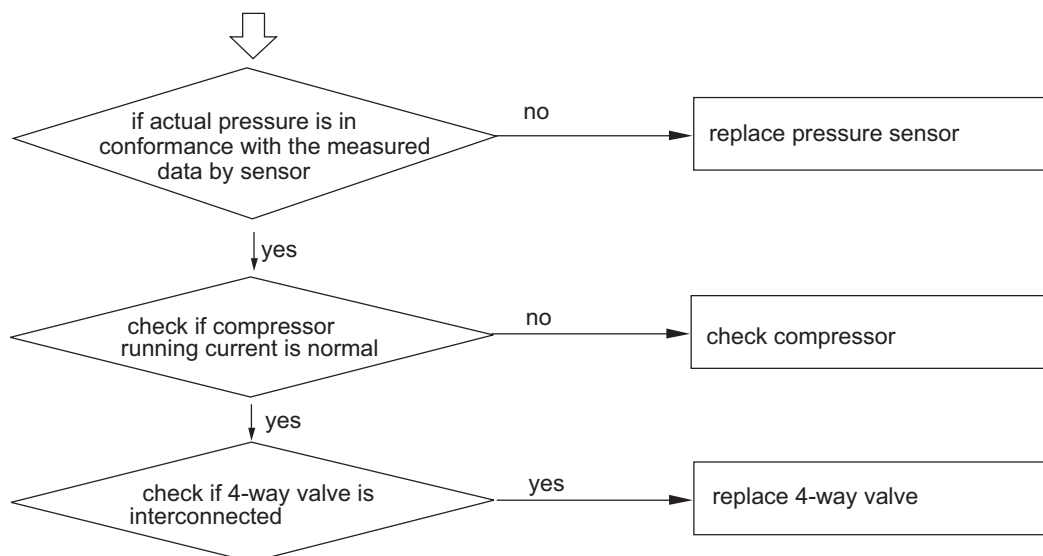 if actual pressure is in
conformance with the measured
data by sensor
no
replace pressure sensor
yes
check if compressor
running current is normal
no
check compressor
yes
check if 4-way valve is
interconnected
yes
replace 4-way valve